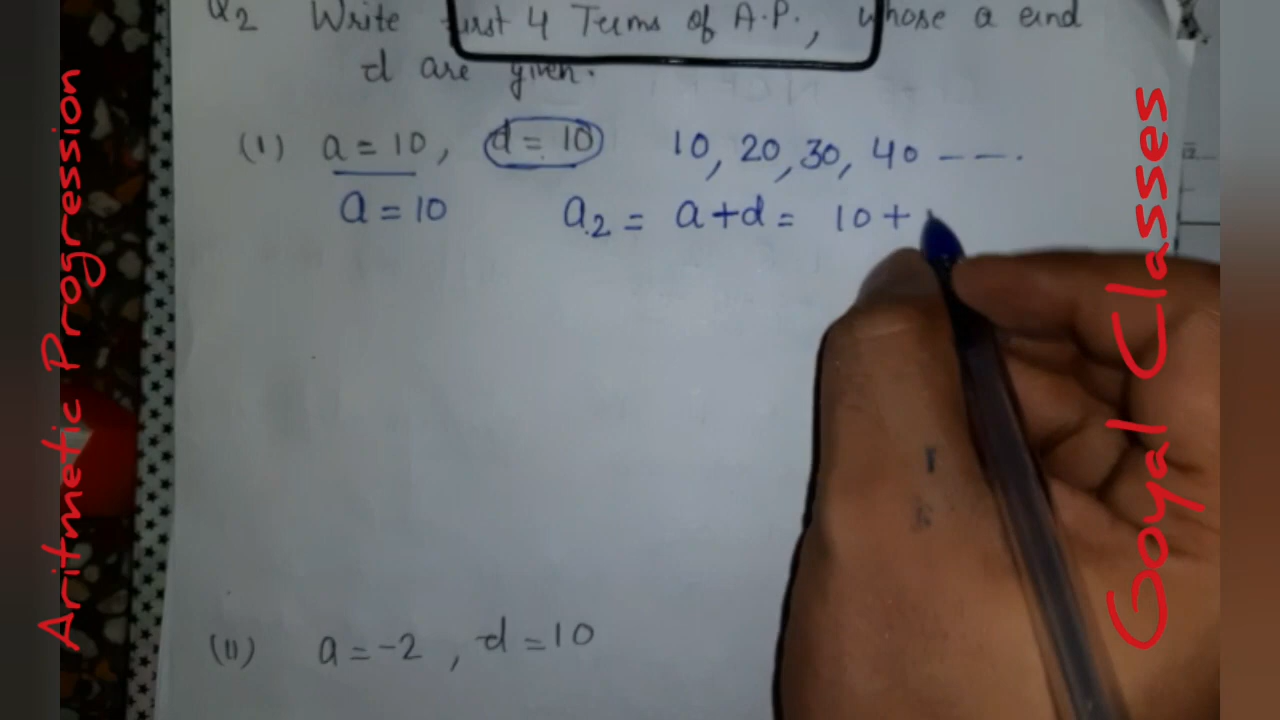 Q2 Write first 4 Terms of A.P., whose a and
d are given.
(I) a = 10, d = 10 10, 20, 30, 40 ---.
a = 10 a2 = a+d = 10 +
(II) a = -2, d = 10
Aritmetic Progression
Goyal Classes